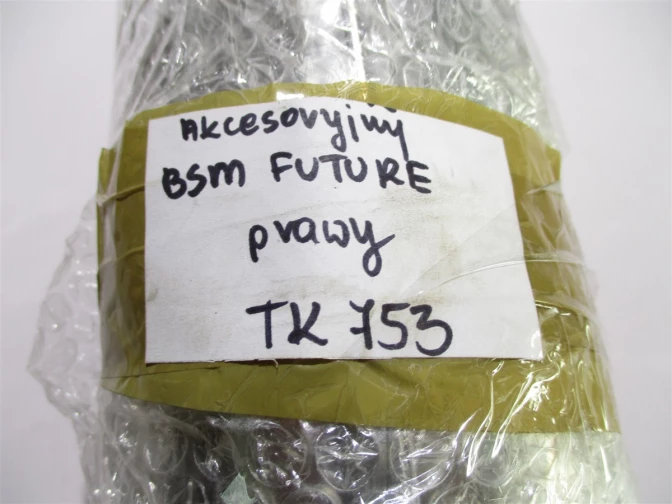 Akcesoryjny
BSM FUTURE
prawy
TK 753